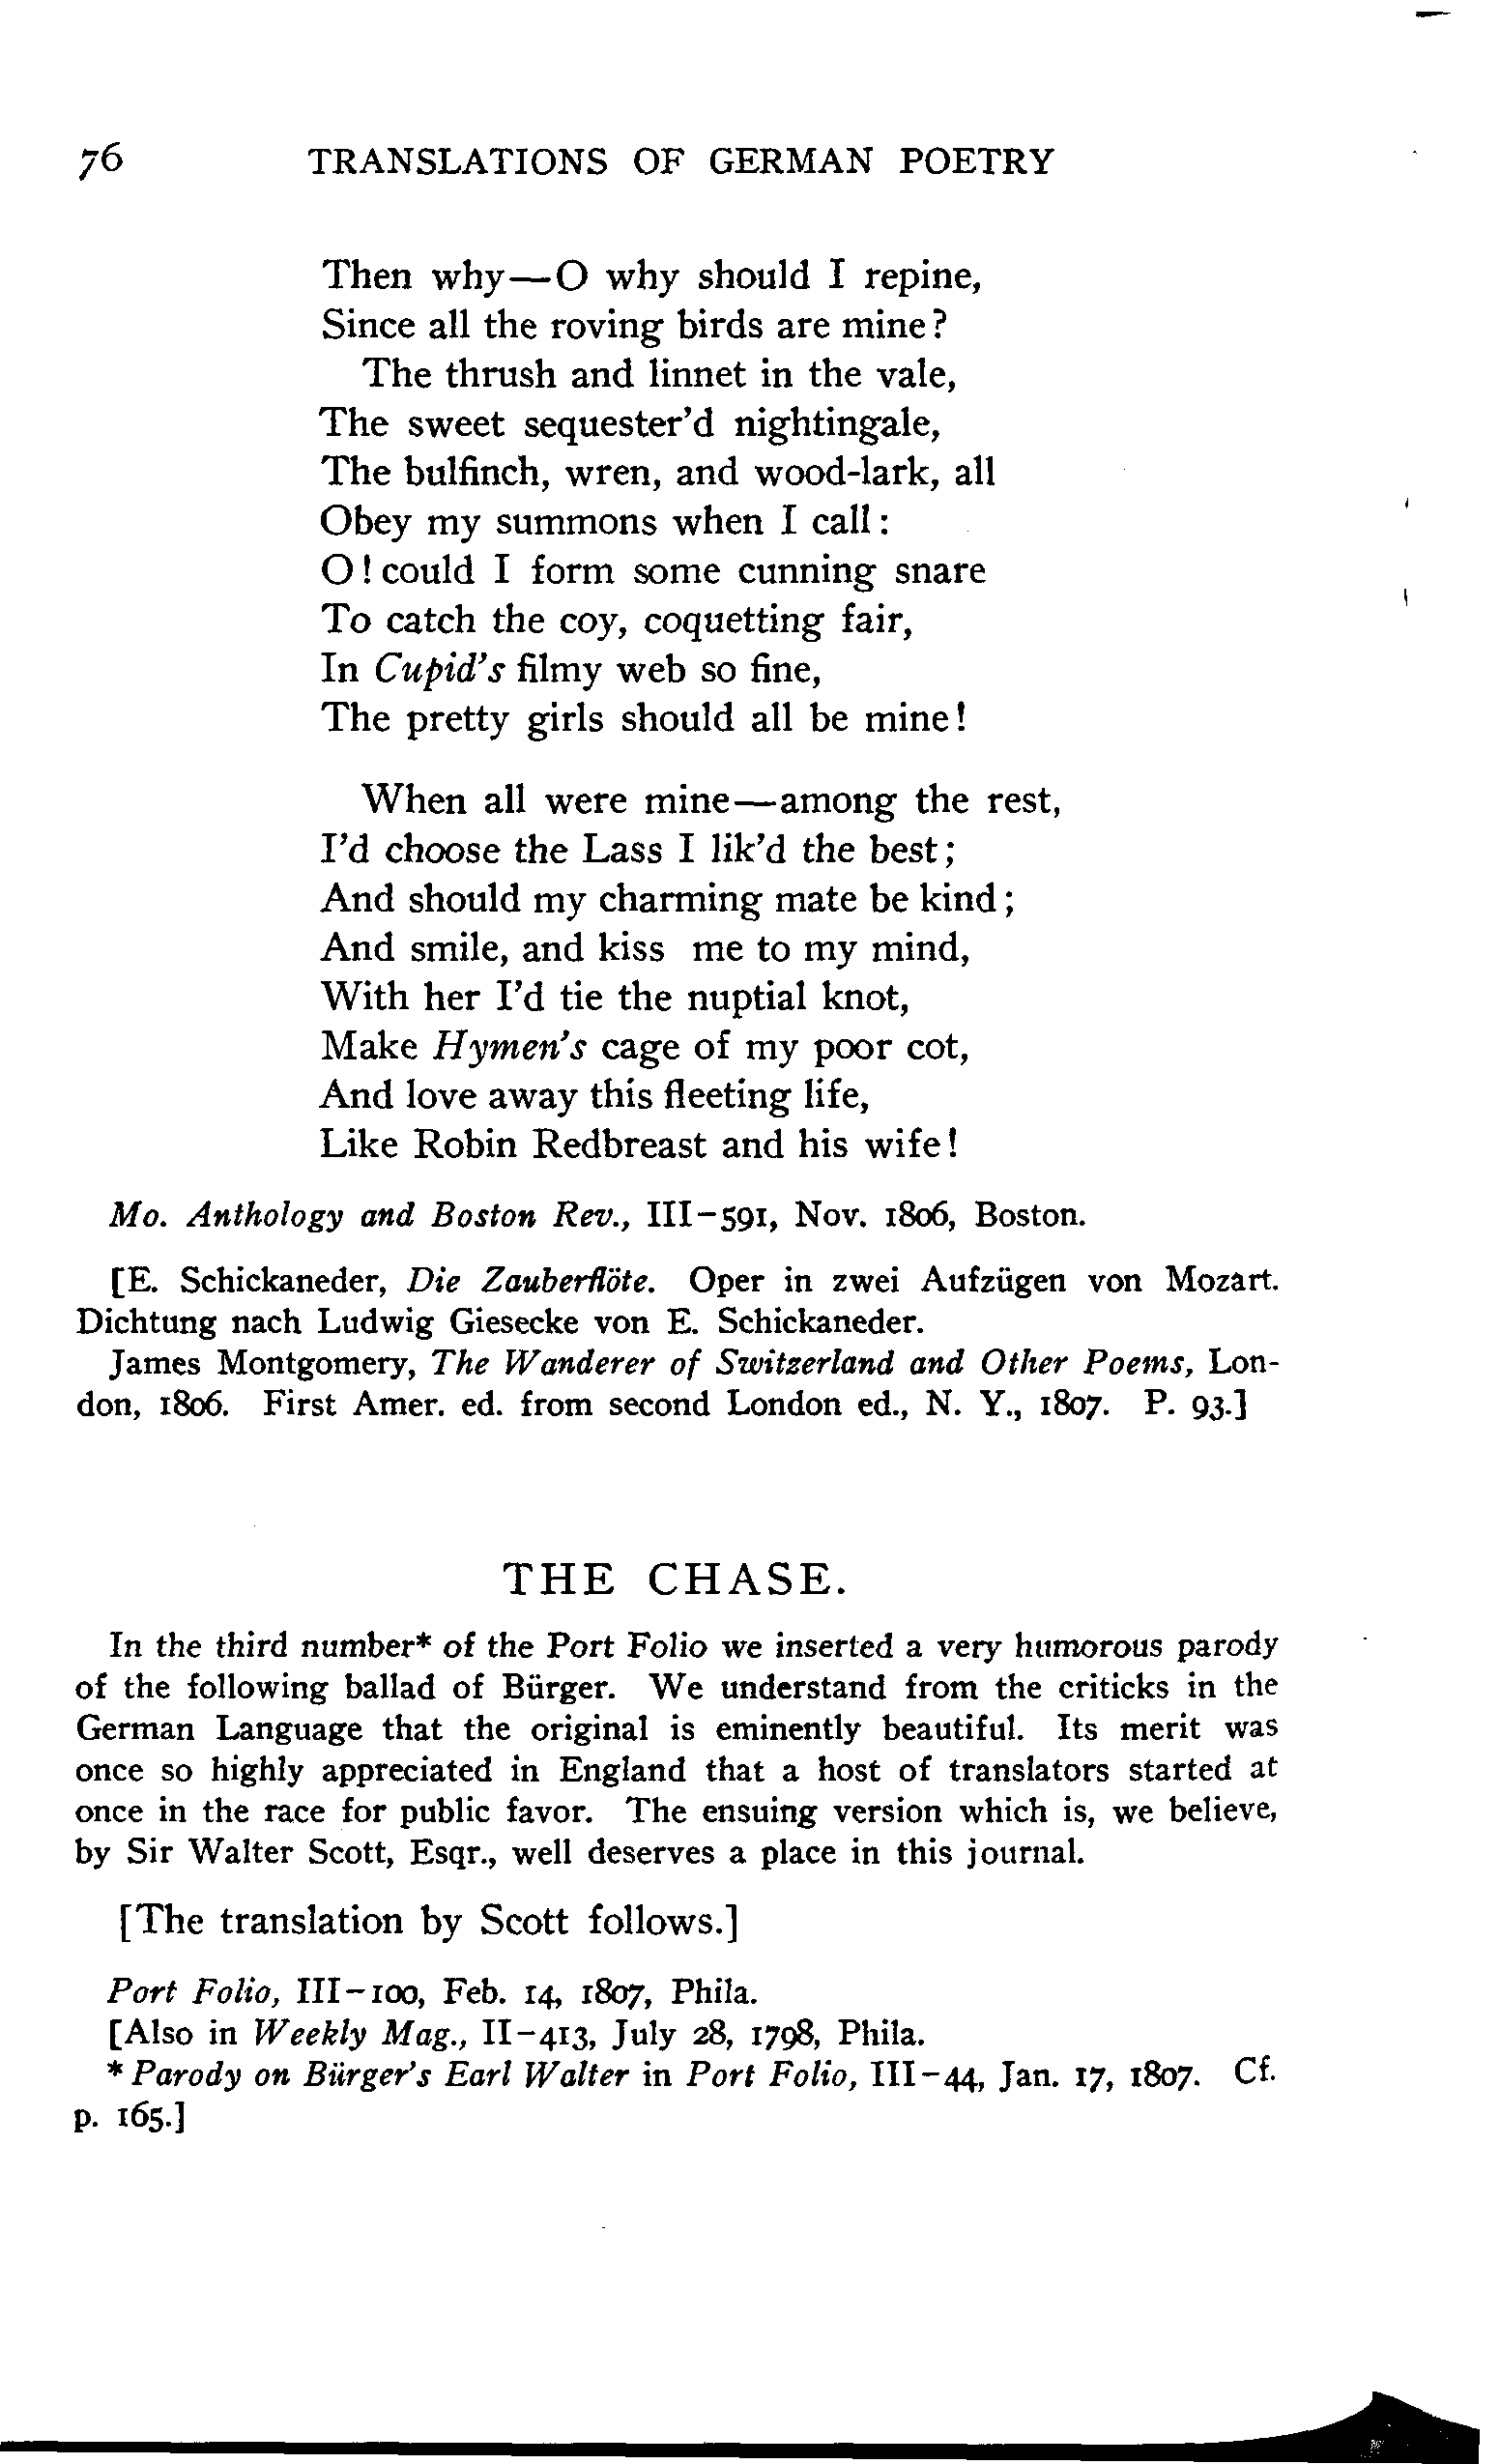 76 TRANSLATIONS OF GERMAN POETRY
Then why—O why should I repine,
Since all the roving birds are mine?
The thrush and linnet in the vale,
The sweet sequester'd nightingale,
The bulfinch, wren, and wood-lark, all
Obey my summons when I call:
O! could I form some cunning snare
To catch the coy, coquetting fair,
In Cupid's filmy web so fine,
The pretty girls should all be mine!
When all were mine—among the rest,
I'd choose the Lass I lik'd the best;
And should my charming mate be kind;
And smile, and kiss me to my mind,
With her I'd tie the nuptial knot,
Make Hymen's cage of my poor cot,
And love away this fleeting life,
Like Robin Redbreast and his wife!
Mo. Anthology and Boston Rev., III-591, Nov. 1806, Boston.
[E. Schickaneder, Die Zauberflöte. Oper in zwei Aufzügen von Mozart.
Dichtung nach Ludwig Giesecke von E. Schickaneder.
James Montgomery, The Wanderer of Switzerland and Other Poems, Lon-
don, 1806. First Amer. ed. from second London ed., N. Y., 1807. P. 93.]
THE CHASE.
In the third number* of the Port Folio we inserted a very humorous parody
of the following ballad of Bürger. We understand from the criticks in the
German Language that the original is eminently beautiful. Its merit was
once so highly appreciated in England that a host of translators started at
once in the race for public favor. The ensuing version which is, we believe,
by Sir Walter Scott, Esqr., well deserves a place in this journal.
[The translation by Scott follows.]
Port Folio, III-100, Feb. 14, 1807, Phila.
[Also in Weekly Mag., II-413, July 28, 1798, Phila.
* Parody on Bürger's Earl Walter in Port Folio, III-44, Jan. 17, 1807. Cf.
p. 165.]